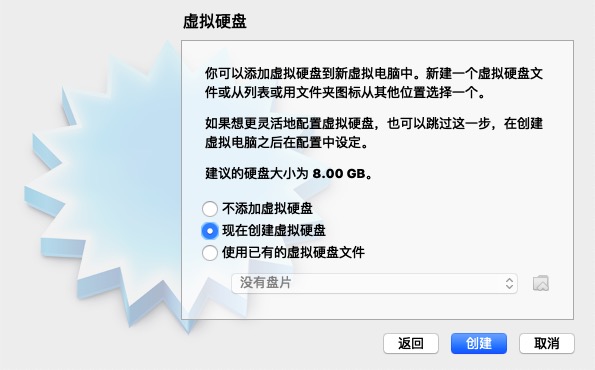 虚拟硬盘
你可以添加虚拟硬盘到新虚拟电脑中。新建一个虚拟硬盘文
件或从列表或用文件夹图标从其他位置选择一个。
如果想更灵活地配置虚拟硬盘，也可以跳过这一步，在创建
虚拟电脑之后在配置中设定。
建议的硬盘大小为 8.00 GB。
不添加虚拟硬盘
现在创建虚拟硬盘
使用已有的虚拟硬盘文件
没有盘片
返回 创建 取消